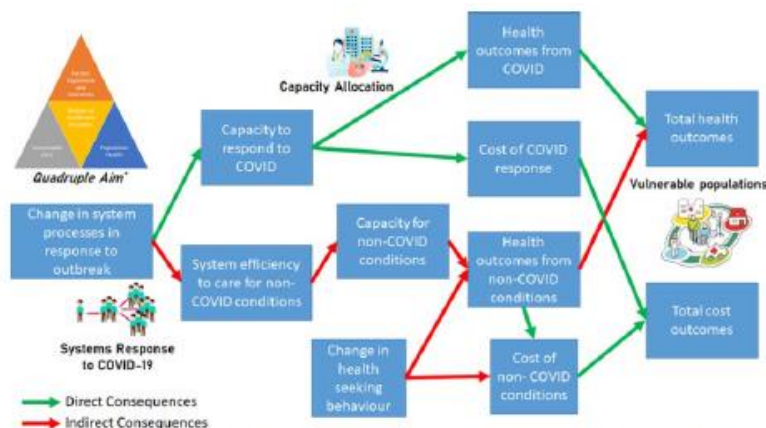 Health
outcomes from
COVID
Capacity Allocation
Quadruple Aim*
Capacity to
respond to
COVID
Cost of COVID
response
Total health
outcomes
Vulnerable populations
Change in system
processes in
response to
outbreak
System efficiency
to care for non-
COVID conditions
Capacity for
non-COVID
conditions
Health
outcomes from
non-COVID
conditions
Total cost
outcomes
Systems Response
to COVID-19
Change in
health
seeking
behaviour
Cost of
non- COVID
conditions
Direct Consequences
Indirect Consequences